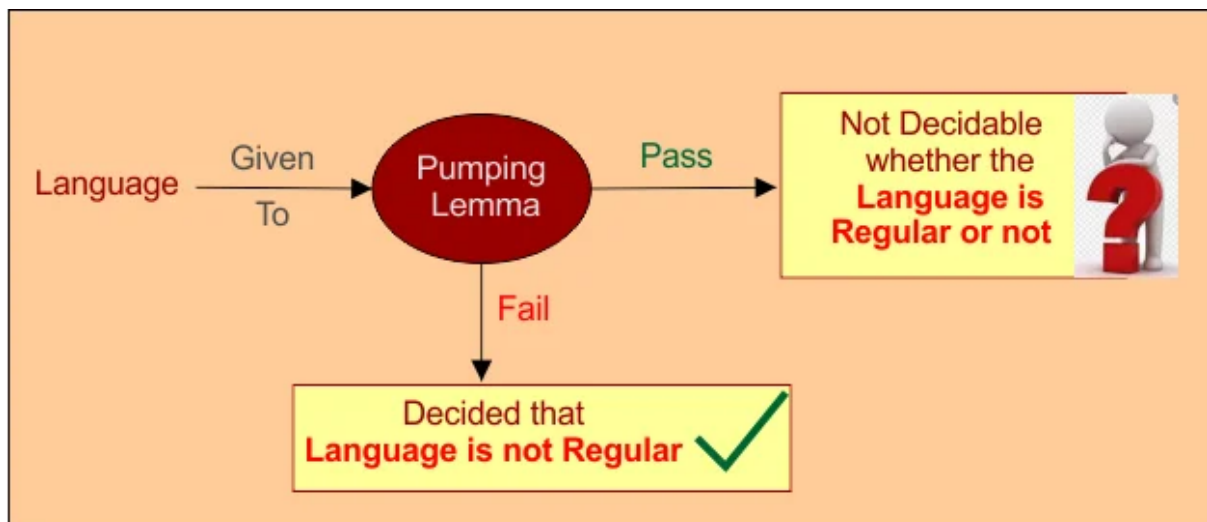 Language
Given
To
Pumping
Lemma
Pass
Not Decidable
whether the
Language is
Regular or not
Fail
Decided that
Language is not Regular